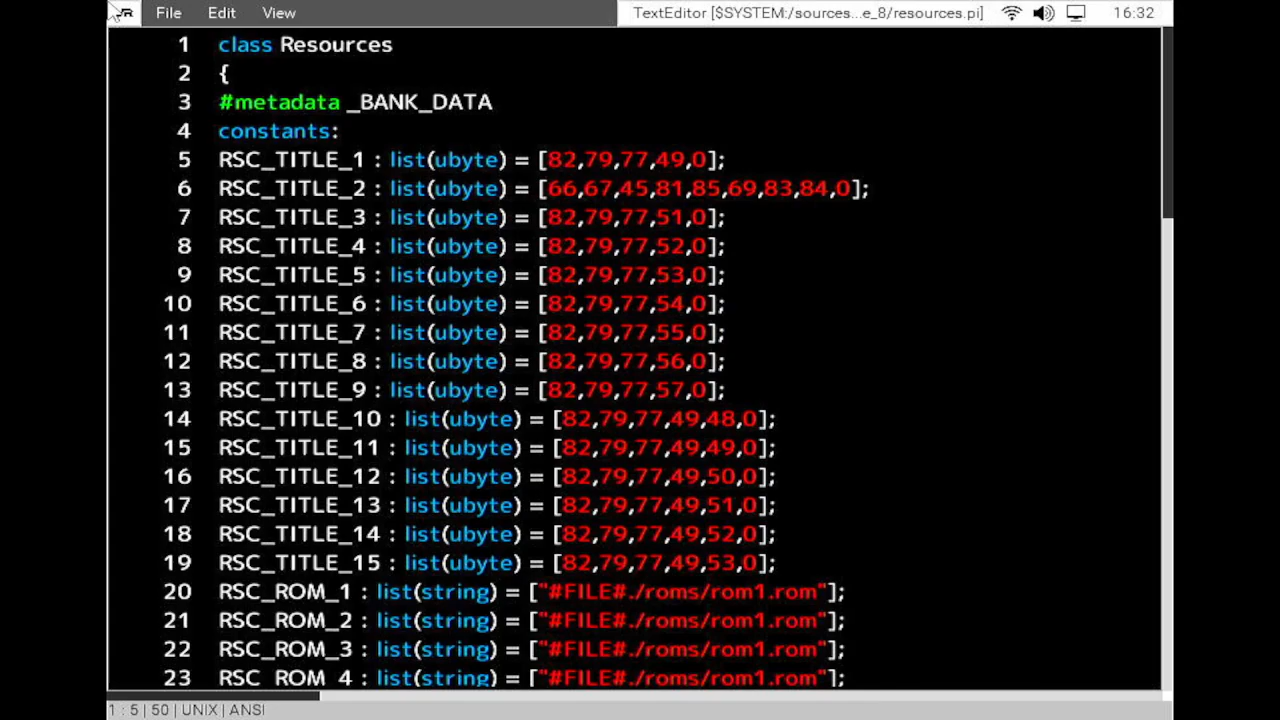 File Edit View TextEditor [$SYSTEM:/sources...e_8/resources.pi] 16:32
1 class Resources
2 {
3 #metadata _BANK_DATA
4 constants:
5 RSC_TITLE_1 : list(ubyte) = [82,79,77,49,0];
6 RSC_TITLE_2 : list(ubyte) = [66,67,45,81,85,69,83,84,0];
7 RSC_TITLE_3 : list(ubyte) = [82,79,77,51,0];
8 RSC_TITLE_4 : list(ubyte) = [82,79,77,52,0];
9 RSC_TITLE_5 : list(ubyte) = [82,79,77,53,0];
10 RSC_TITLE_6 : list(ubyte) = [82,79,77,54,0];
11 RSC_TITLE_7 : list(ubyte) = [82,79,77,55,0];
12 RSC_TITLE_8 : list(ubyte) = [82,79,77,56,0];
13 RSC_TITLE_9 : list(ubyte) = [82,79,77,57,0];
14 RSC_TITLE_10 : list(ubyte) = [82,79,77,49,48,0];
15 RSC_TITLE_11 : list(ubyte) = [82,79,77,49,49,0];
16 RSC_TITLE_12 : list(ubyte) = [82,79,77,49,50,0];
17 RSC_TITLE_13 : list(ubyte) = [82,79,77,49,51,0];
18 RSC_TITLE_14 : list(ubyte) = [82,79,77,49,52,0];
19 RSC_TITLE_15 : list(ubyte) = [82,79,77,49,53,0];
20 RSC_ROM_1 : list(string) = ["#FILE#./roms/rom1.rom"];
21 RSC_ROM_2 : list(string) = ["#FILE#./roms/rom1.rom"];
22 RSC_ROM_3 : list(string) = ["#FILE#./roms/rom1.rom"];
23 RSC_ROM_4 : list(string) = ["#FILE#./roms/rom1.rom"];
1 : 5 | 50 | UNIX | ANSI